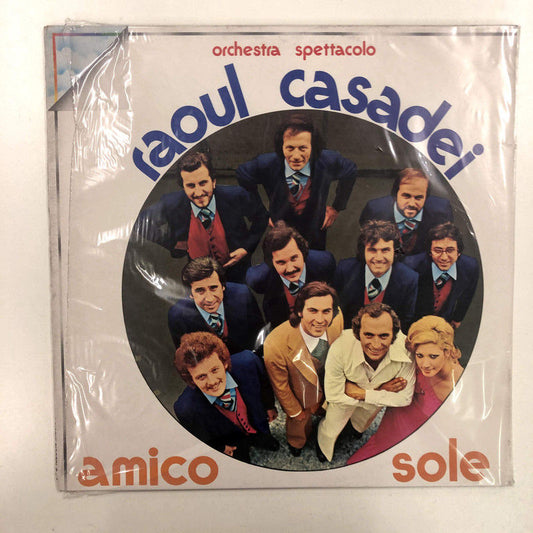 orchestra spettacolo
raoul casadei
amico sole